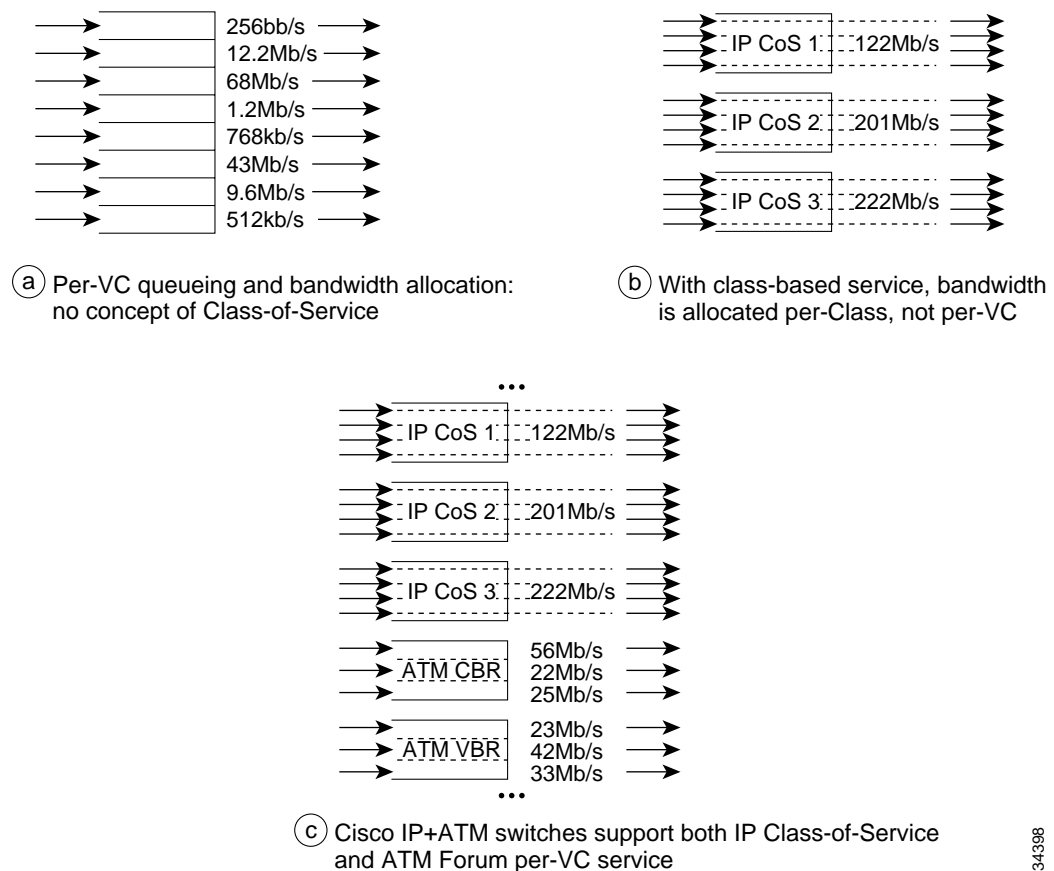 256bb/s
12.2Mb/s
68Mb/s
1.2Mb/s
768kb/s
43Mb/s
9.6Mb/s
512kb/s
a Per-VC queueing and bandwidth allocation:
no concept of Class-of-Service
IP CoS 1 122Mb/s
IP CoS 2 201Mb/s
IP CoS 3 222Mb/s
b With class-based service, bandwidth
is allocated per-Class, not per-VC
...
IP CoS 1 122Mb/s
IP CoS 2 201Mb/s
IP CoS 3 222Mb/s
56Mb/s
ATM CBR 22Mb/s
25Mb/s
23Mb/s
ATM VBR 42Mb/s
33Mb/s
...
c Cisco IP+ATM switches support both IP Class-of-Service
and ATM Forum per-VC service
34398